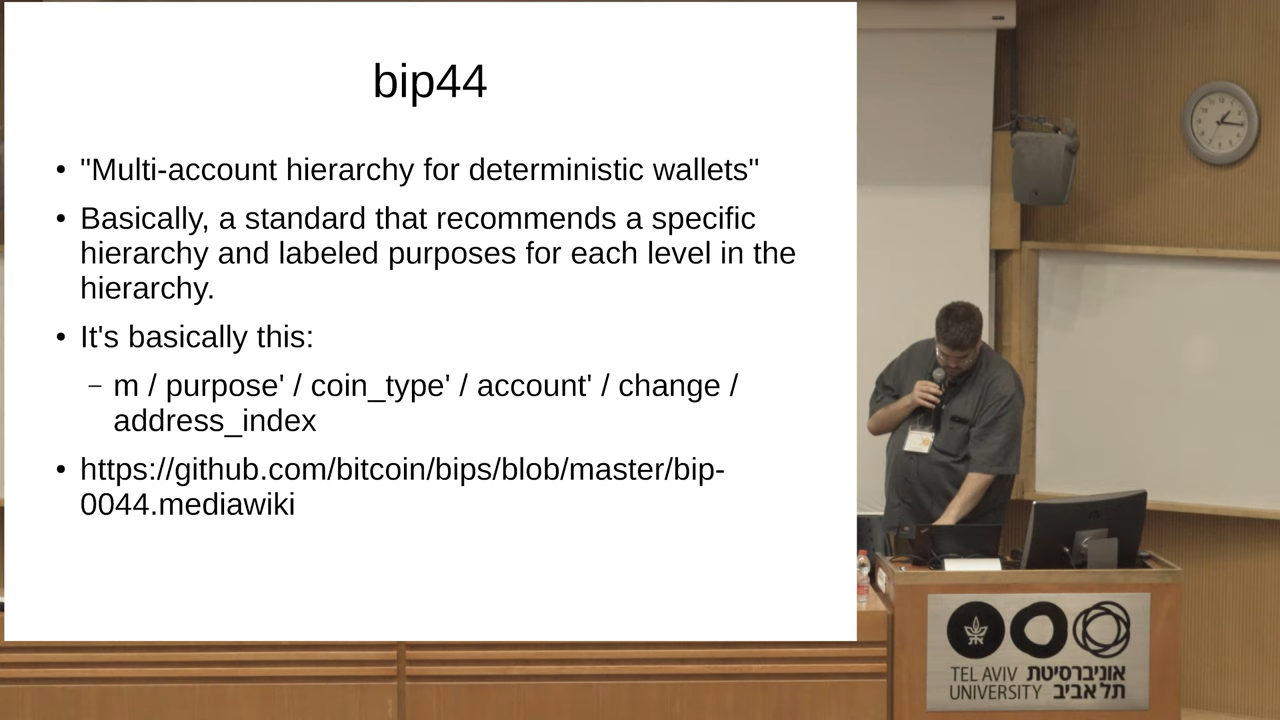 bip44
• "Multi-account hierarchy for deterministic wallets"
• Basically, a standard that recommends a specific
hierarchy and labeled purposes for each level in the
hierarchy.
• It's basically this:
– m / purpose' / coin_type' / account' / change /
address_index
• https://github.com/bitcoin/bips/blob/master/bip-
0044.mediawiki
TEL AVIV אוניברסיטת
UNIVERSITY תל אביב